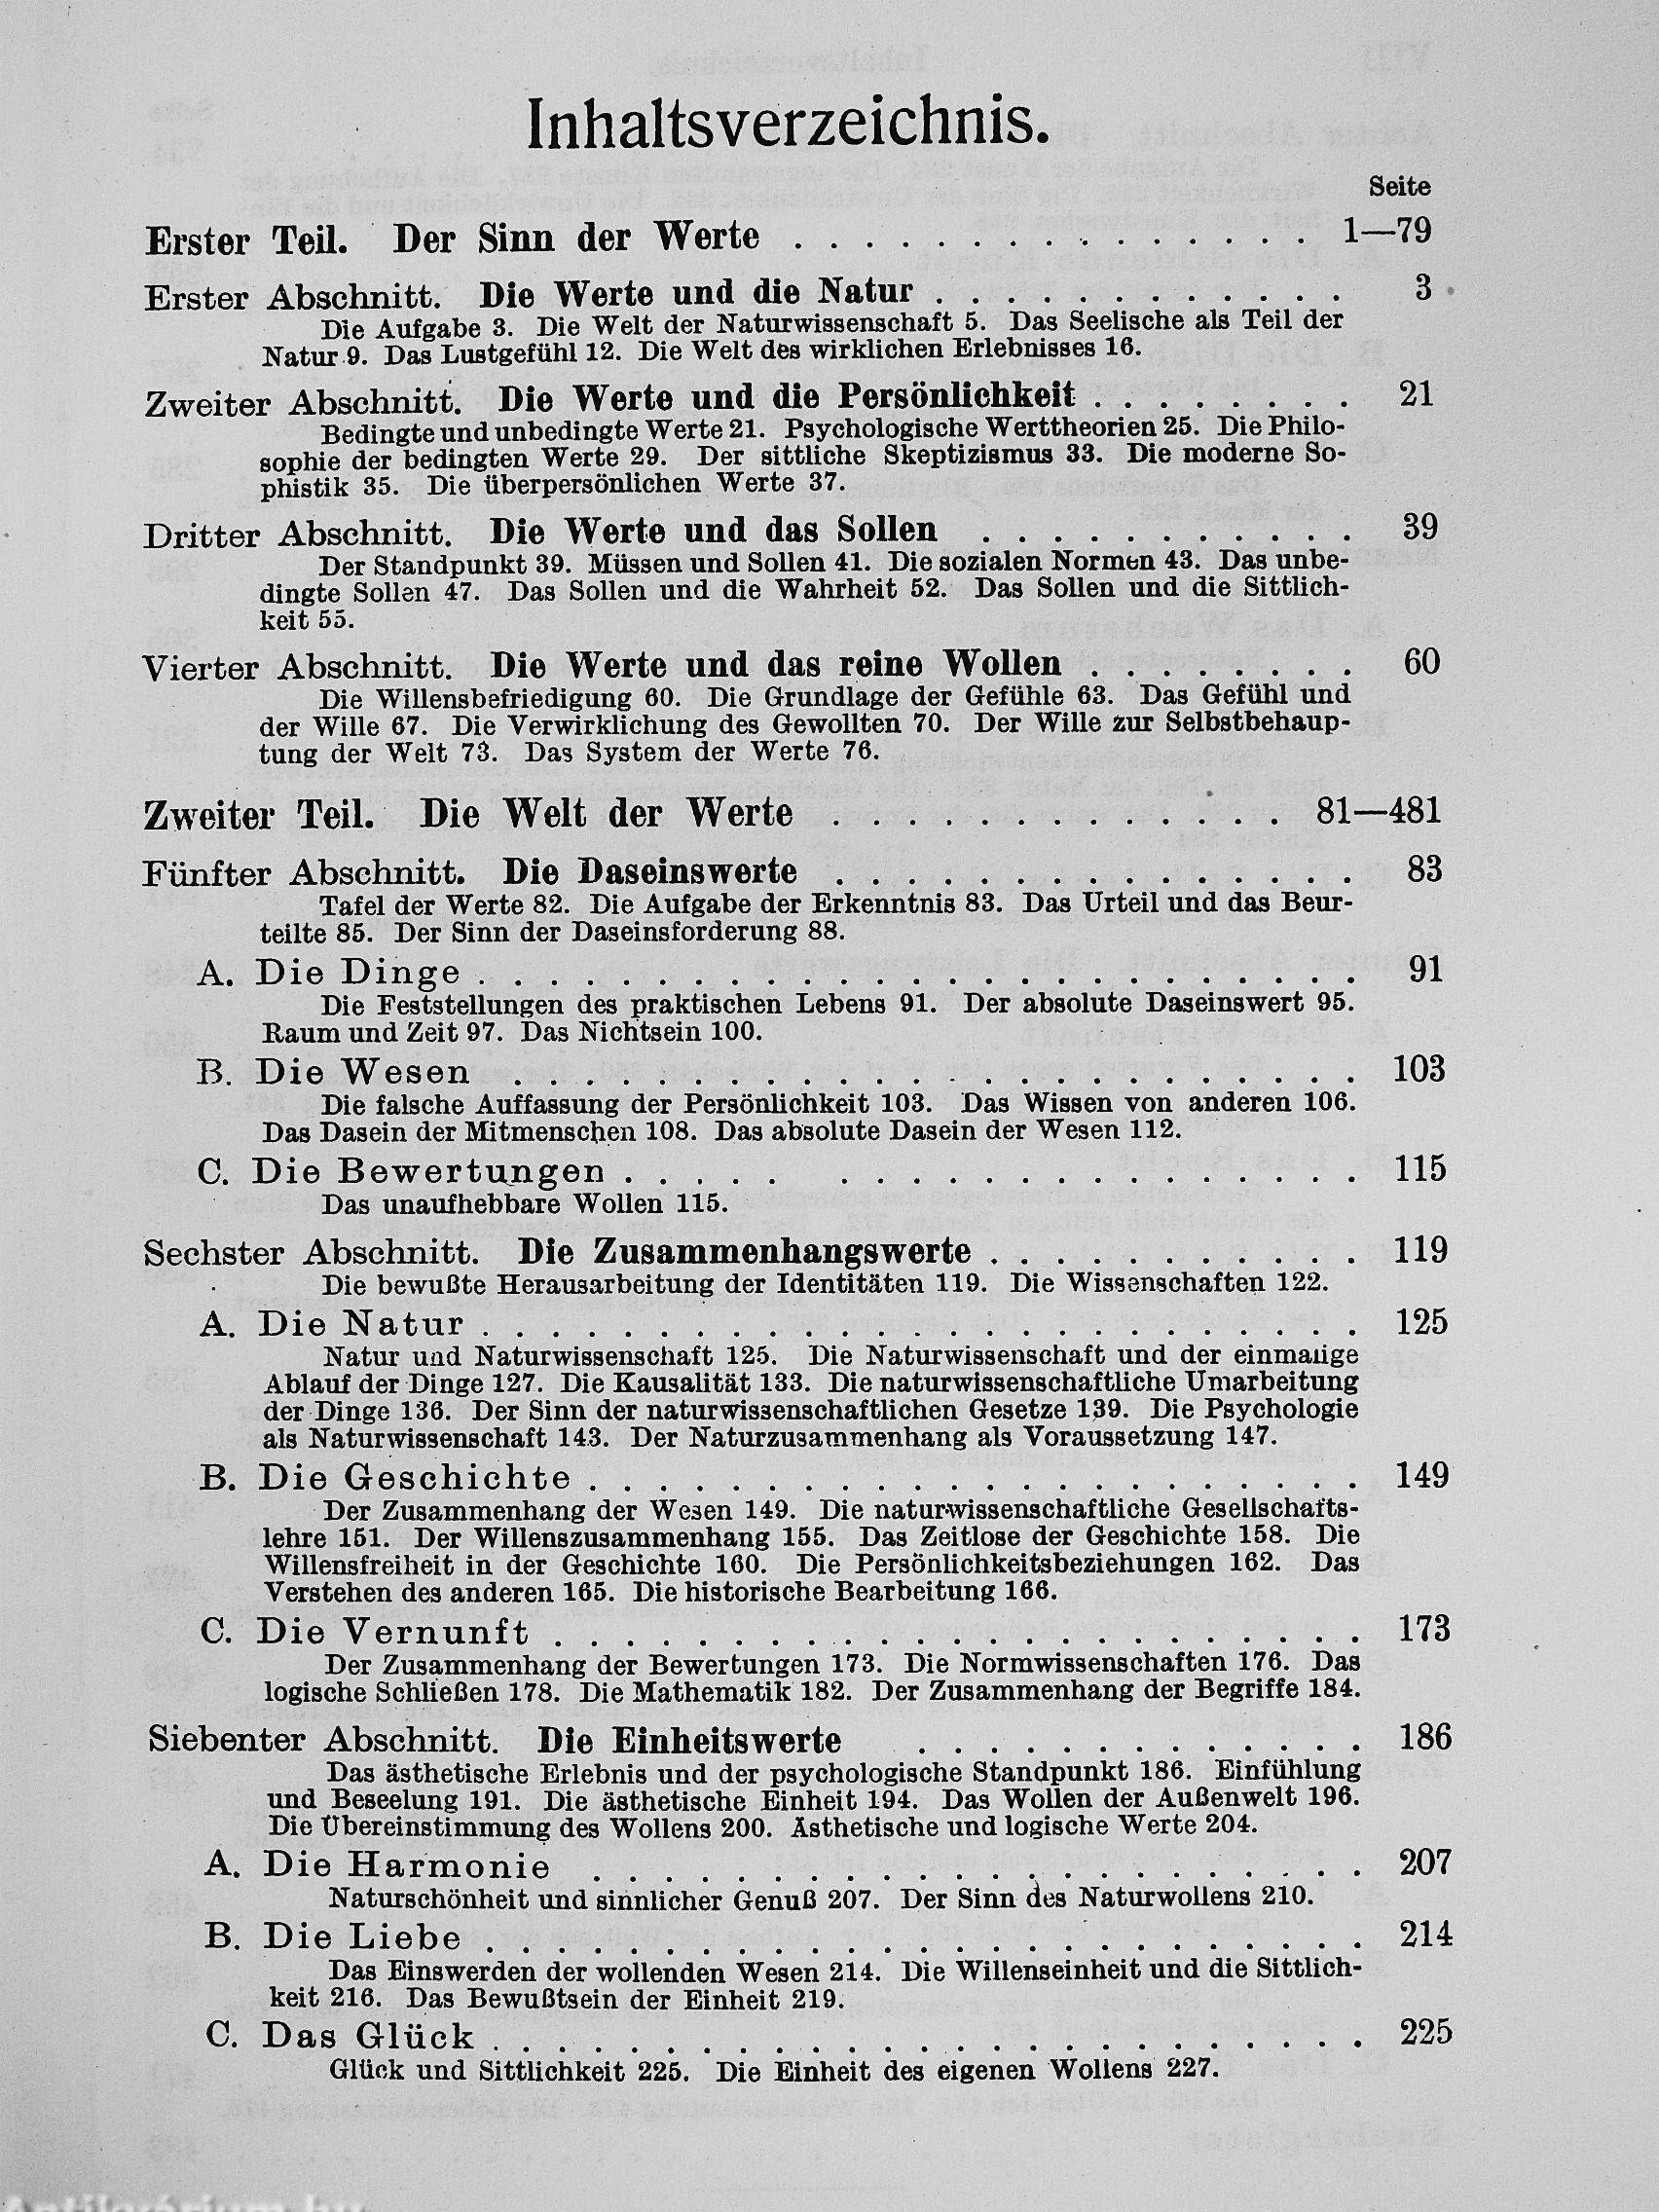 Inhaltsverzeichnis.
Seite
Erster Teil. Der Sinn der Werte . . . . . . . . . . . . . . . 1—79
Erster Abschnitt. Die Werte und die Natur . . . . . . . . . . . . 3
Die Aufgabe 3. Die Welt der Naturwissenschaft 5. Das Seelische als Teil der
Natur 9. Das Lustgefühl 12. Die Welt des wirklichen Erlebnisses 16.
Zweiter Abschnitt. Die Werte und die Persönlichkeit . . . . . . . . 21
Bedingte und unbedingte Werte 21. Psychologische Werttheorien 25. Die Philo-
sophie der bedingten Werte 29. Der sittliche Skeptizismus 33. Die moderne So-
phistik 35. Die überpersönlichen Werte 37.
Dritter Abschnitt. Die Werte und das Sollen . . . . . . . . . . . 39
Der Standpunkt 39. Müssen und Sollen 41. Die sozialen Normen 43. Das unbe-
dingte Sollen 47. Das Sollen und die Wahrheit 52. Das Sollen und die Sittlich-
keit 55.
Vierter Abschnitt. Die Werte und das reine Wollen . . . . . . . . 60
Die Willensbefriedigung 60. Die Grundlage der Gefühle 63. Das Gefühl und
der Wille 67. Die Verwirklichung des Gewollten 70. Der Wille zur Selbstbehaup-
tung der Welt 73. Das System der Werte 76.
Zweiter Teil. Die Welt der Werte . . . . . . . . . . . . . 81—481
Fünfter Abschnitt. Die Daseinswerte . . . . . . . . . . . . . . . 83
Tafel der Werte 82. Die Aufgabe der Erkenntnis 83. Das Urteil und das Beur-
teilte 85. Der Sinn der Daseinsforderung 88.
A. Die Dinge . . . . . . . . . . . . . . . . . . . . . . . . . 91
Die Feststellungen des praktischen Lebens 91. Der absolute Daseinswert 95.
Raum und Zeit 97. Das Nichtsein 100.
B. Die Wesen . . . . . . . . . . . . . . . . . . . . . . . . 103
Die falsche Auffassung der Persönlichkeit 103. Das Wissen von anderen 106.
Das Dasein der Mitmenschen 108. Das absolute Dasein der Wesen 112.
C. Die Bewertungen . . . . . . . . . . . . . . . . . . . . 115
Das unaufhebbare Wollen 115.
Sechster Abschnitt. Die Zusammenhangswerte . . . . . . . . . . . 119
Die bewußte Herausarbeitung der Identitäten 119. Die Wissenschaften 122.
A. Die Natur . . . . . . . . . . . . . . . . . . . . . . . . . 125
Natur und Naturwissenschaft 125. Die Naturwissenschaft und der einmalige
Ablauf der Dinge 127. Die Kausalität 133. Die naturwissenschaftliche Umarbeitung
der Dinge 136. Der Sinn der naturwissenschaftlichen Gesetze 139. Die Psychologie
als Naturwissenschaft 143. Der Naturzusammenhang als Voraussetzung 147.
B. Die Geschichte . . . . . . . . . . . . . . . . . . . . . . 149
Der Zusammenhang der Wesen 149. Die naturwissenschaftliche Gesellschafts-
lehre 151. Der Willenszusammenhang 155. Das Zeitlose der Geschichte 158. Die
Willensfreiheit in der Geschichte 160. Die Persönlichkeitsbeziehungen 162. Das
Verstehen des anderen 165. Die historische Bearbeitung 166.
C. Die Vernunft . . . . . . . . . . . . . . . . . . . . . . . 173
Der Zusammenhang der Bewertungen 173. Die Normwissenschaften 176. Das
logische Schließen 178. Die Mathematik 182. Der Zusammenhang der Begriffe 184.
Siebenter Abschnitt. Die Einheitswerte . . . . . . . . . . . . . 186
Das ästhetische Erlebnis und der psychologische Standpunkt 186. Einfühlung
und Beseelung 191. Die ästhetische Einheit 194. Das Wollen der Außenwelt 196.
Die Übereinstimmung des Wollens 200. Ästhetische und logische Werte 204.
A. Die Harmonie . . . . . . . . . . . . . . . . . . . . . . 207
Naturschönheit und sinnlicher Genuß 207. Der Sinn des Naturwollens 210.
B. Die Liebe . . . . . . . . . . . . . . . . . . . . . . . . . 214
Das Einswerden der wollenden Wesen 214. Die Willenseinheit und die Sittlich-
keit 216. Das Bewußtsein der Einheit 219.
C. Das Glück . . . . . . . . . . . . . . . . . . . . . . . . . 225
Glück und Sittlichkeit 225. Die Einheit des eigenen Wollens 227.